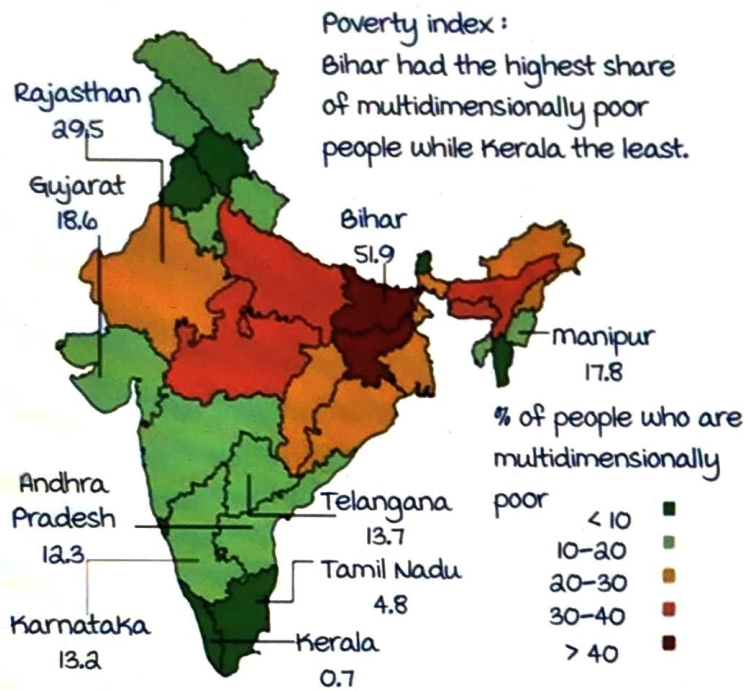 Poverty index:
Bihar had the highest share
of multidimensionally poor
people while Kerala the least.
Rajasthan
29.5
Gujarat
18.6
Bihar
51.9
Manipur
17.8
% of people who are
multidimensionally
poor
< 10
10-20
20-30
30-40
> 40
Andhra
Pradesh
12.3
Telangana
13.7
Tamil Nadu
4.8
Karnataka
13.2
Kerala
0.7